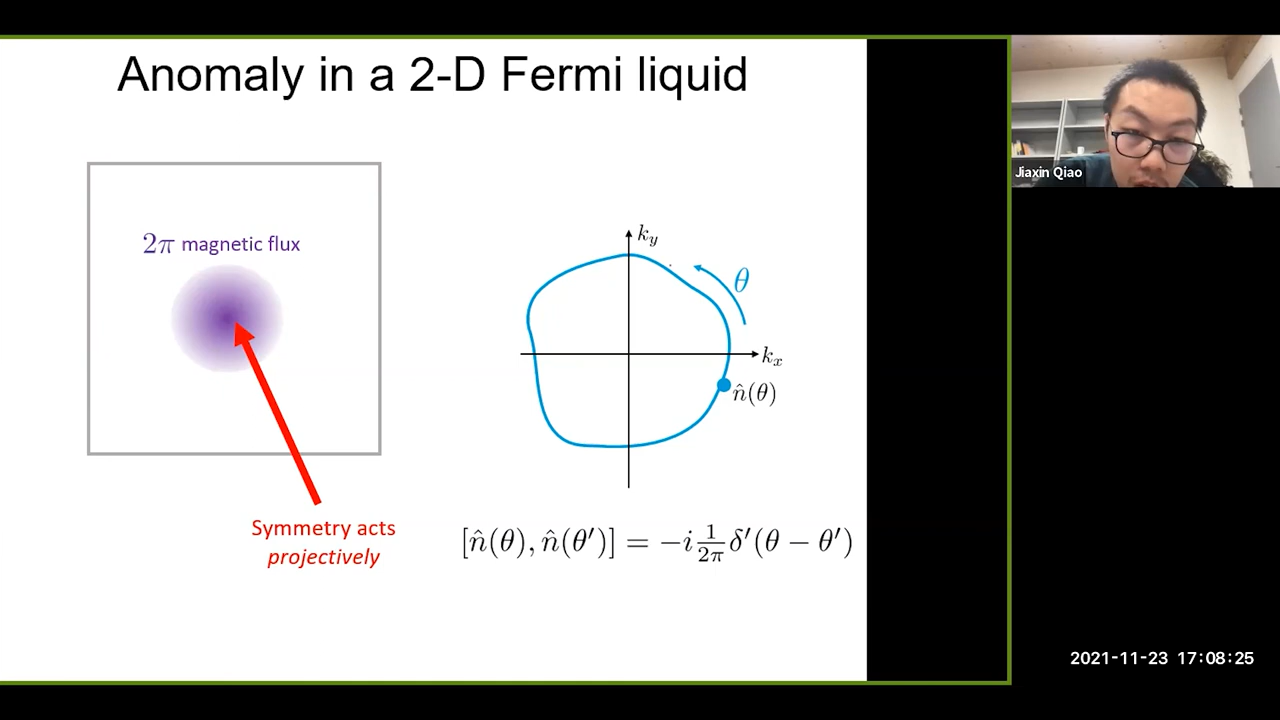 Anomaly in a 2-D Fermi liquid
2π magnetic flux
Symmetry acts
projectively
k_y
θ
k_x
n̂(θ)
[n̂(θ), n̂(θ′)] = −i 1/2π δ′(θ − θ′)
Jiaxin Qiao
2021-11-23 17:08:25